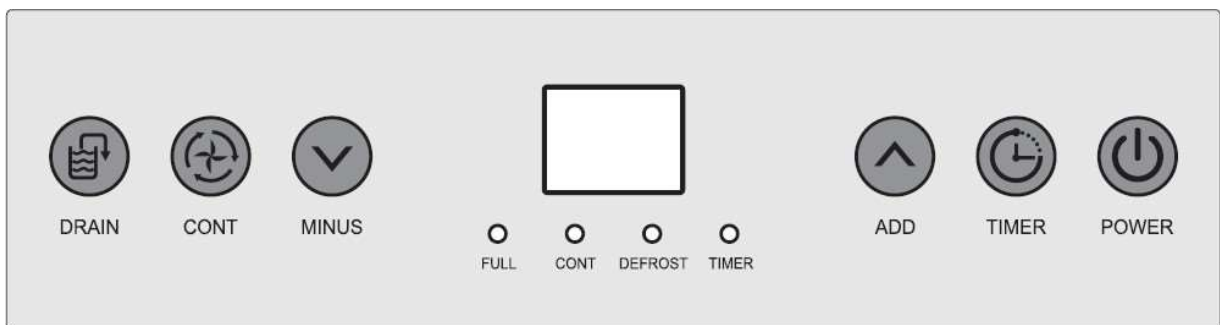 DRAIN CONT MINUS ADD TIMER POWER
FULL CONT DEFROST TIMER